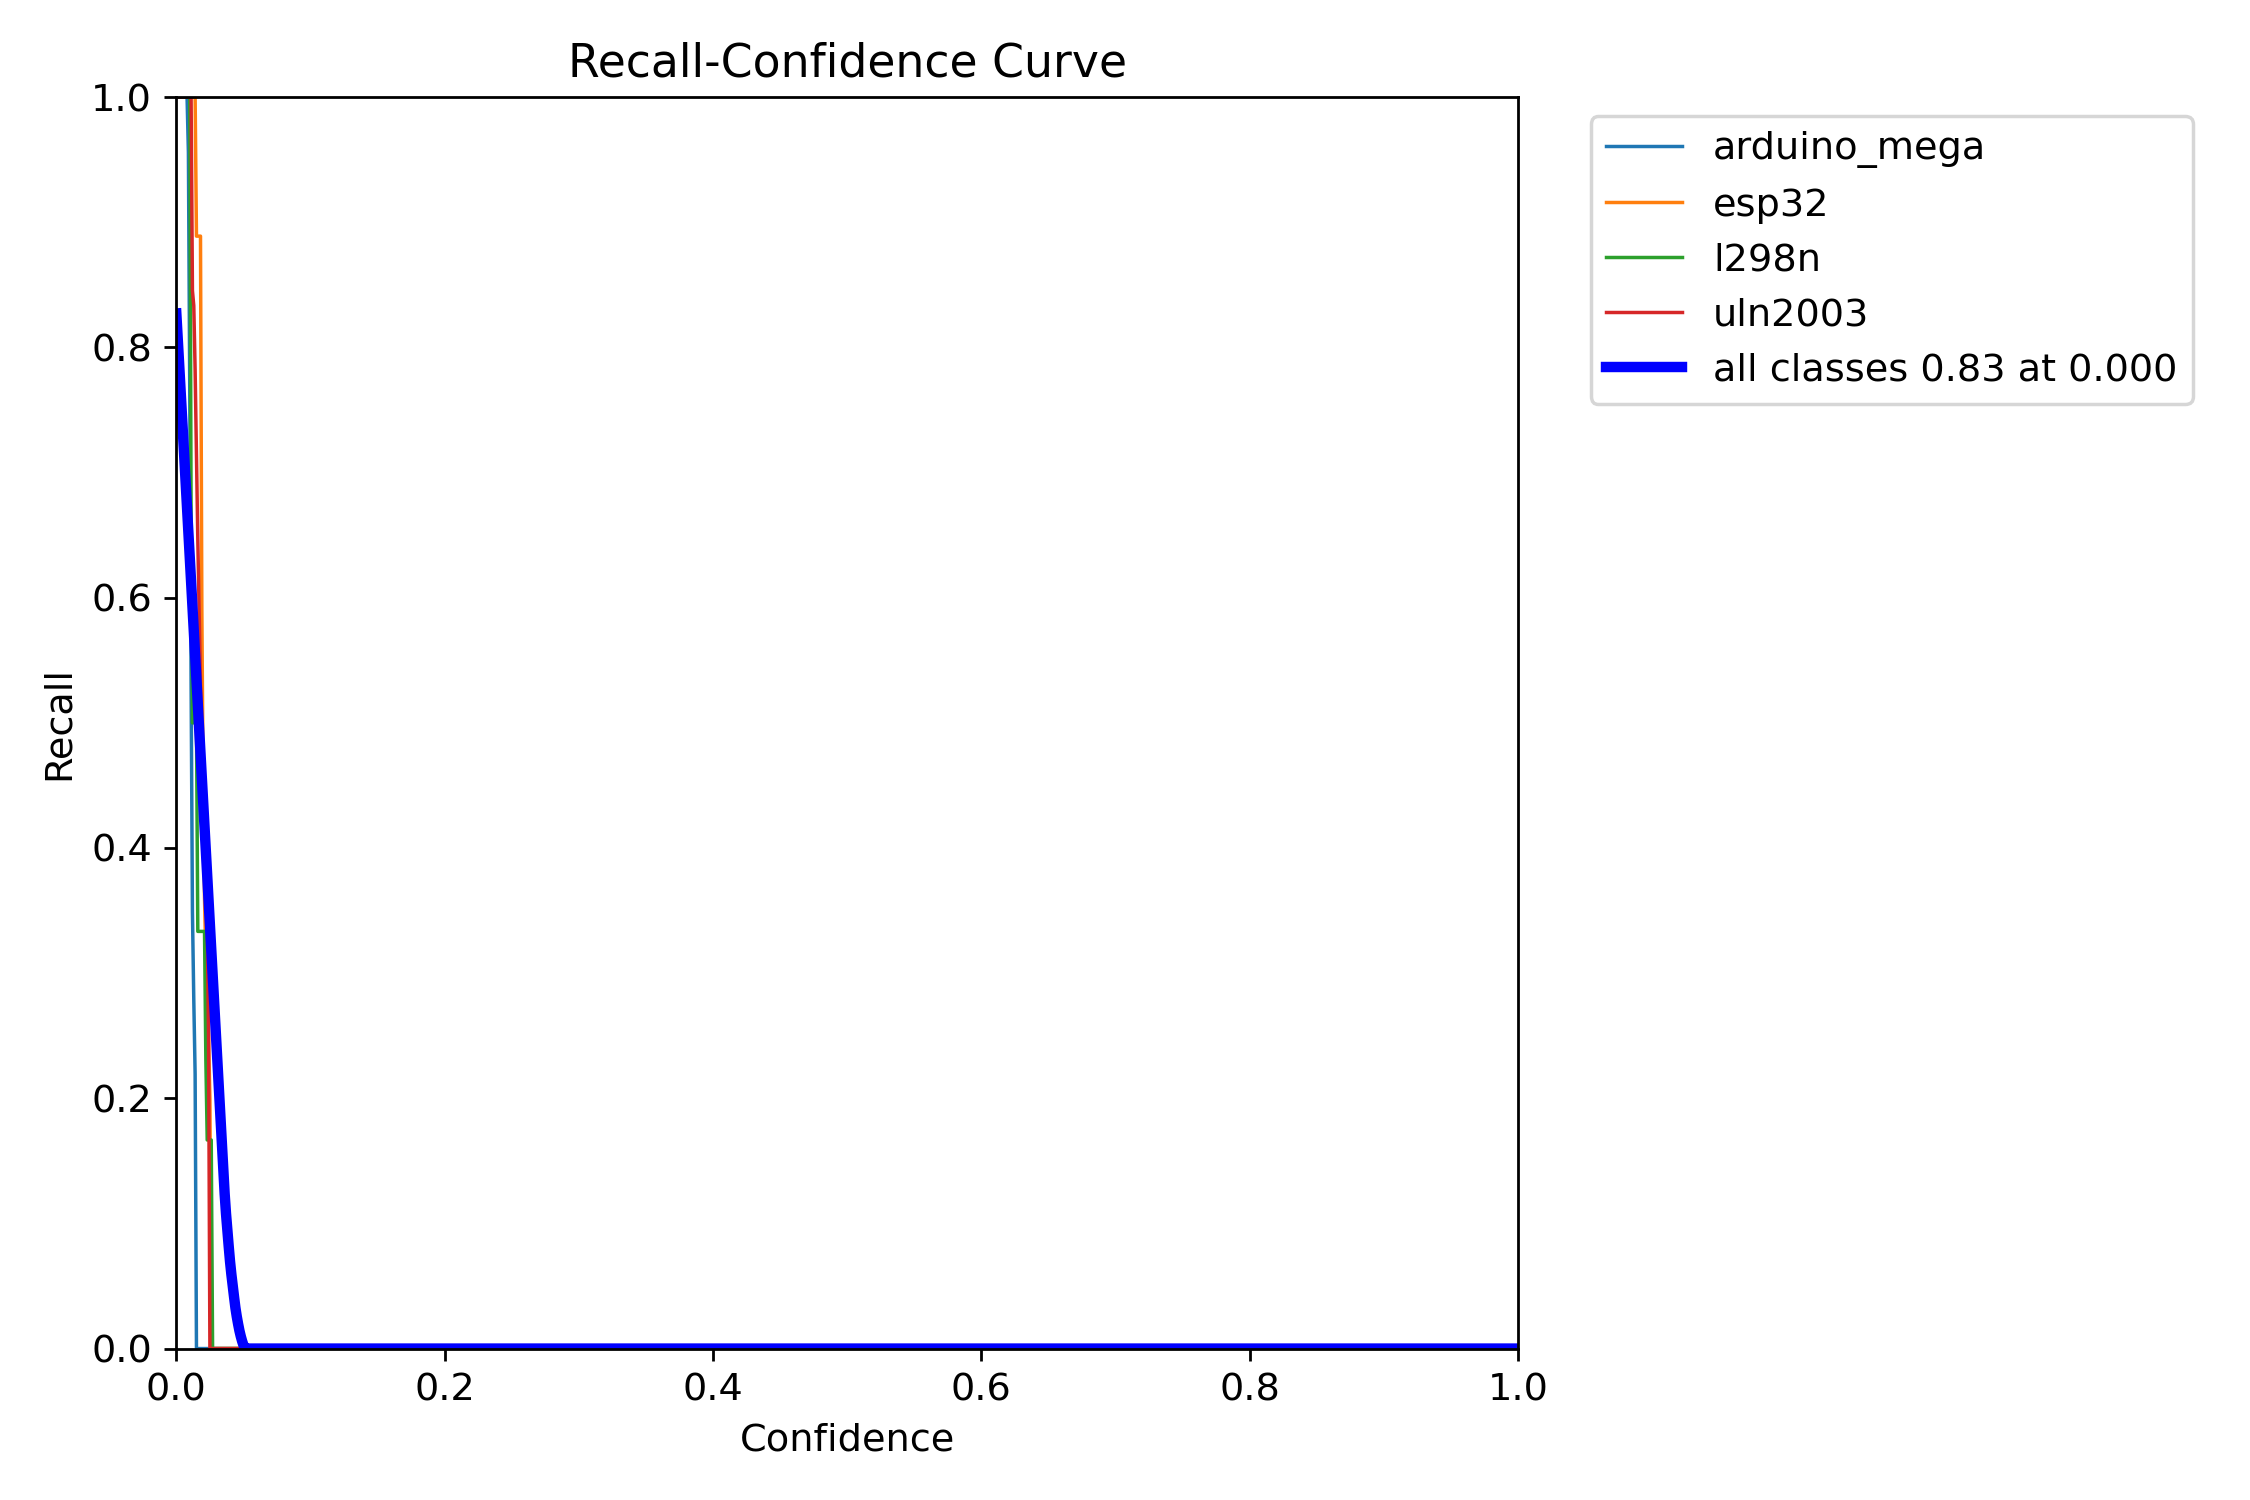 Recall-Confidence Curve
1.0
0.8
0.6
0.4
0.2
0.0
Recall
0.0 0.2 0.4 0.6 0.8 1.0
Confidence
arduino_mega
esp32
l298n
uln2003
all classes 0.83 at 0.000